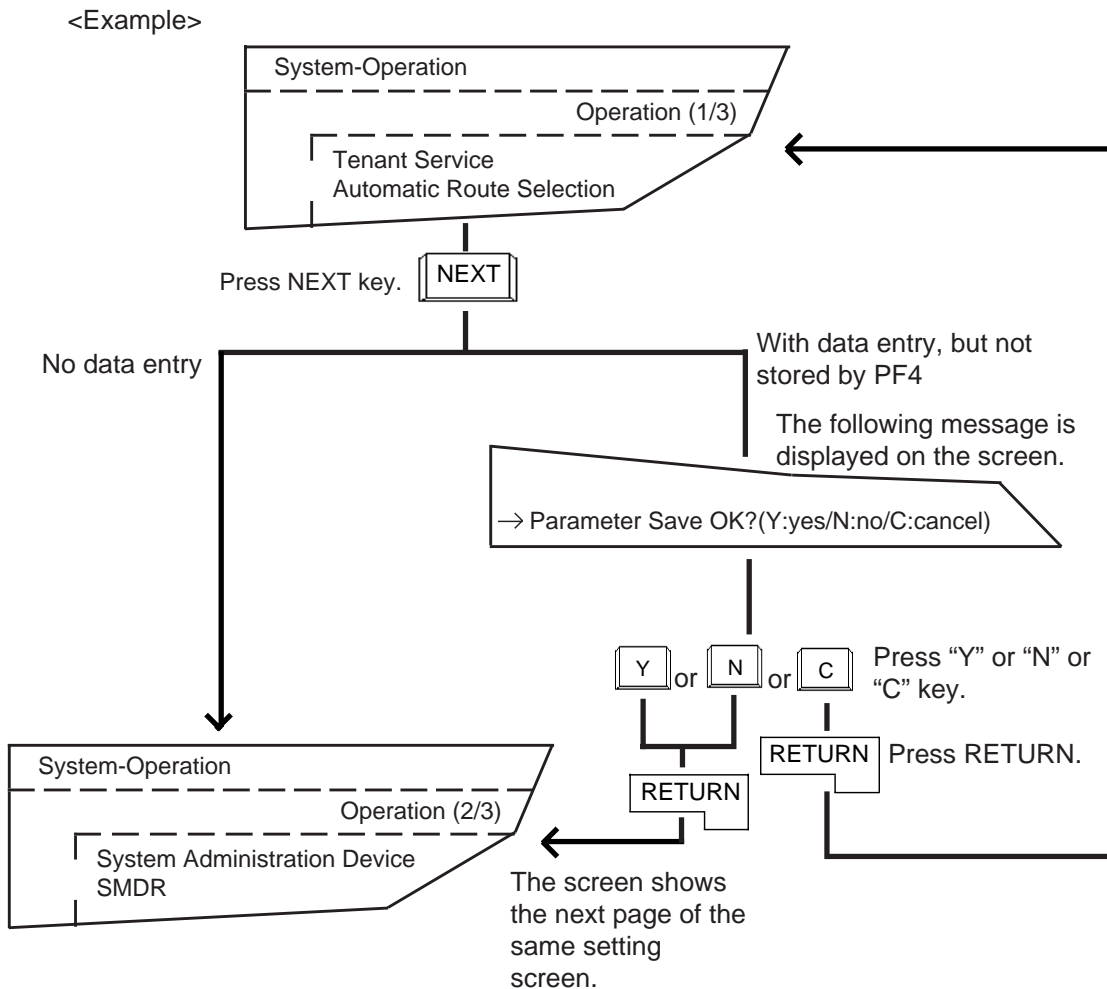 <Example>
System-Operation
Operation (1/3)
Tenant Service
Automatic Route Selection
Press NEXT key.
NEXT
No data entry
With data entry, but not
stored by PF4
The following message is
displayed on the screen.
→ Parameter Save OK?(Y:yes/N:no/C:cancel)
Y or N or C
Press “Y” or “N” or
“C” key.
RETURN
Press RETURN.
RETURN
System-Operation
Operation (2/3)
System Administration Device
SMDR
The screen shows
the next page of the
same setting
screen.